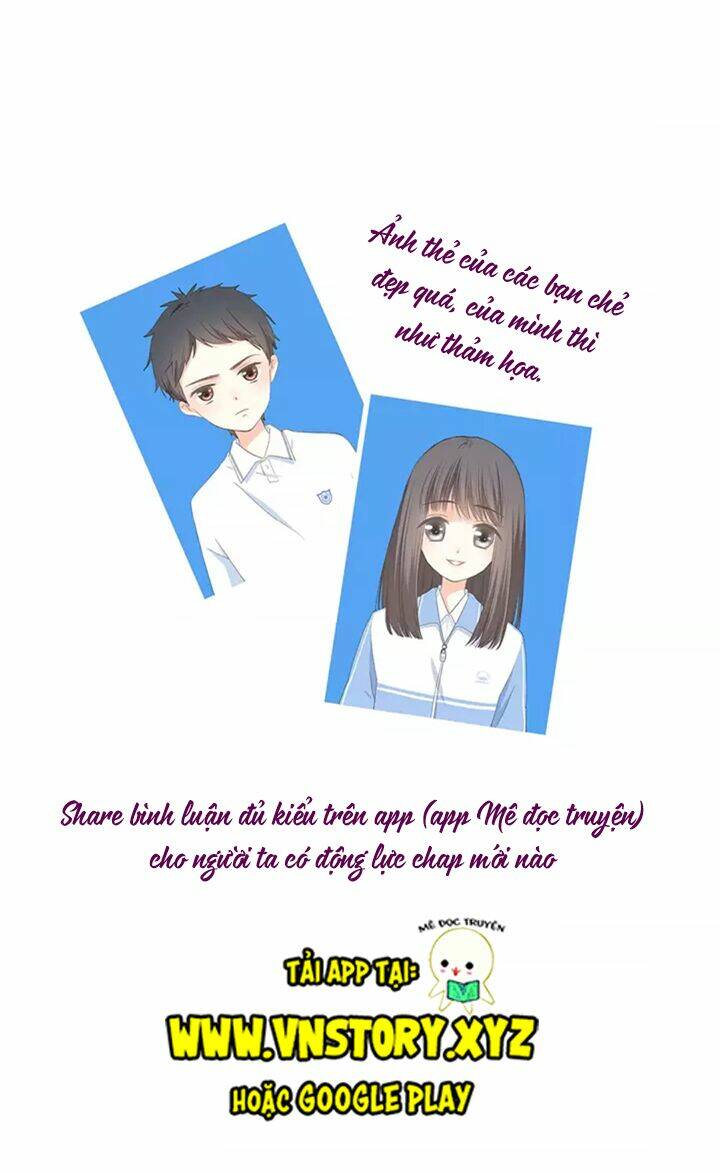 Ảnh thẻ của các bạn chẻ
đẹp quá, của mình thì
như thảm họa.
Share bình luận đủ kiểu trên app (app Mê đọc truyện)
cho người ta có động lực chap mới nào
MÊ ĐỌC TRUYỆN
TẢI APP TẠI:
WWW.VNSTORY.XYZ
HOẶC GOOGLE PLAY